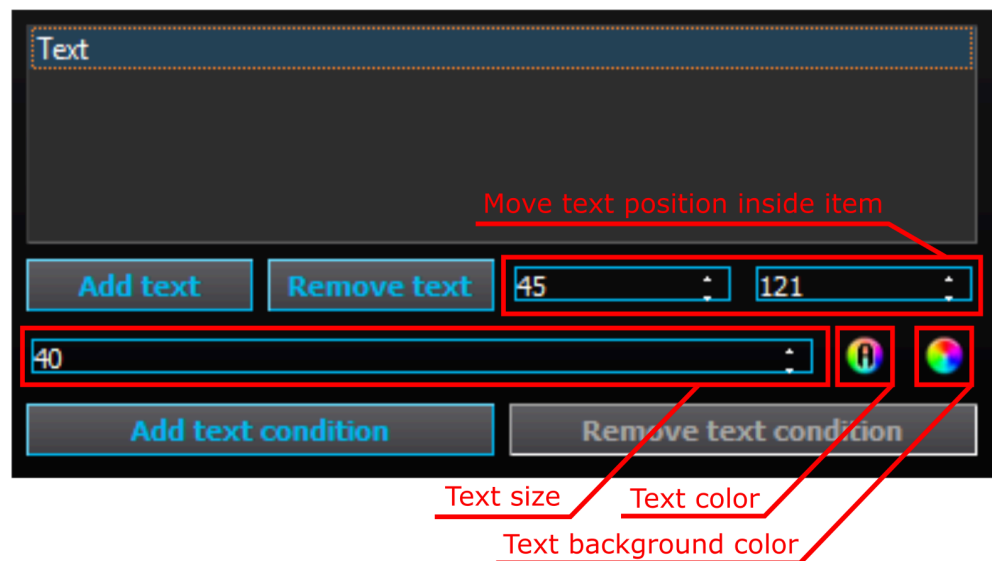 Text
Move text position inside item
Add text Remove text 45 121
40 A
Add text condition Remove text condition
Text size Text color
Text background color